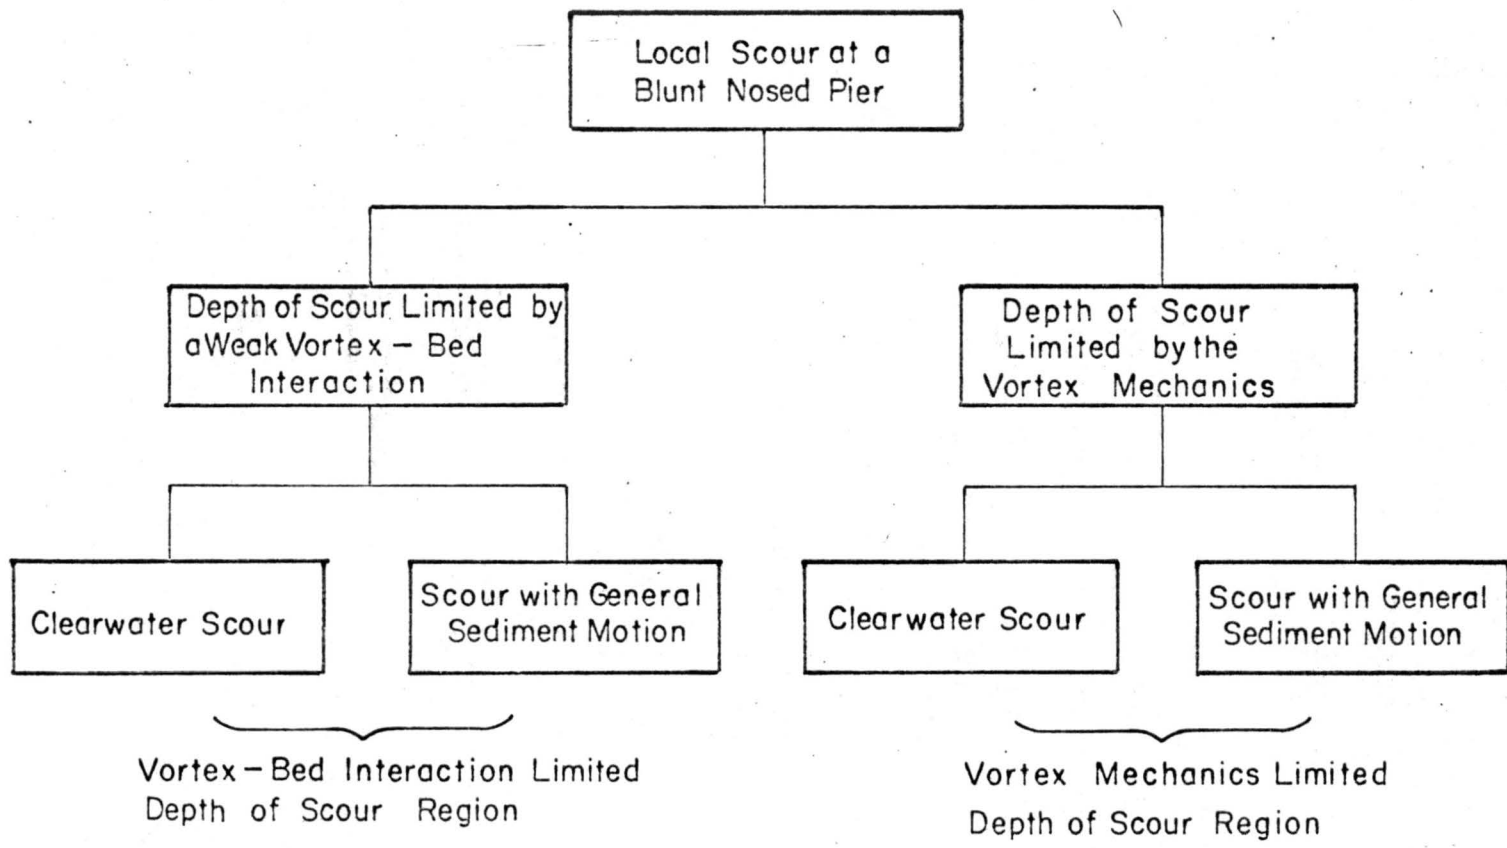 Local Scour at a
Blunt Nosed Pier
Depth of Scour Limited by
a Weak Vortex – Bed
Interaction
Depth of Scour
Limited by the
Vortex Mechanics
Clearwater Scour
Scour with General
Sediment Motion
Clearwater Scour
Scour with General
Sediment Motion
Vortex – Bed Interaction Limited
Depth of Scour Region
Vortex Mechanics Limited
Depth of Scour Region